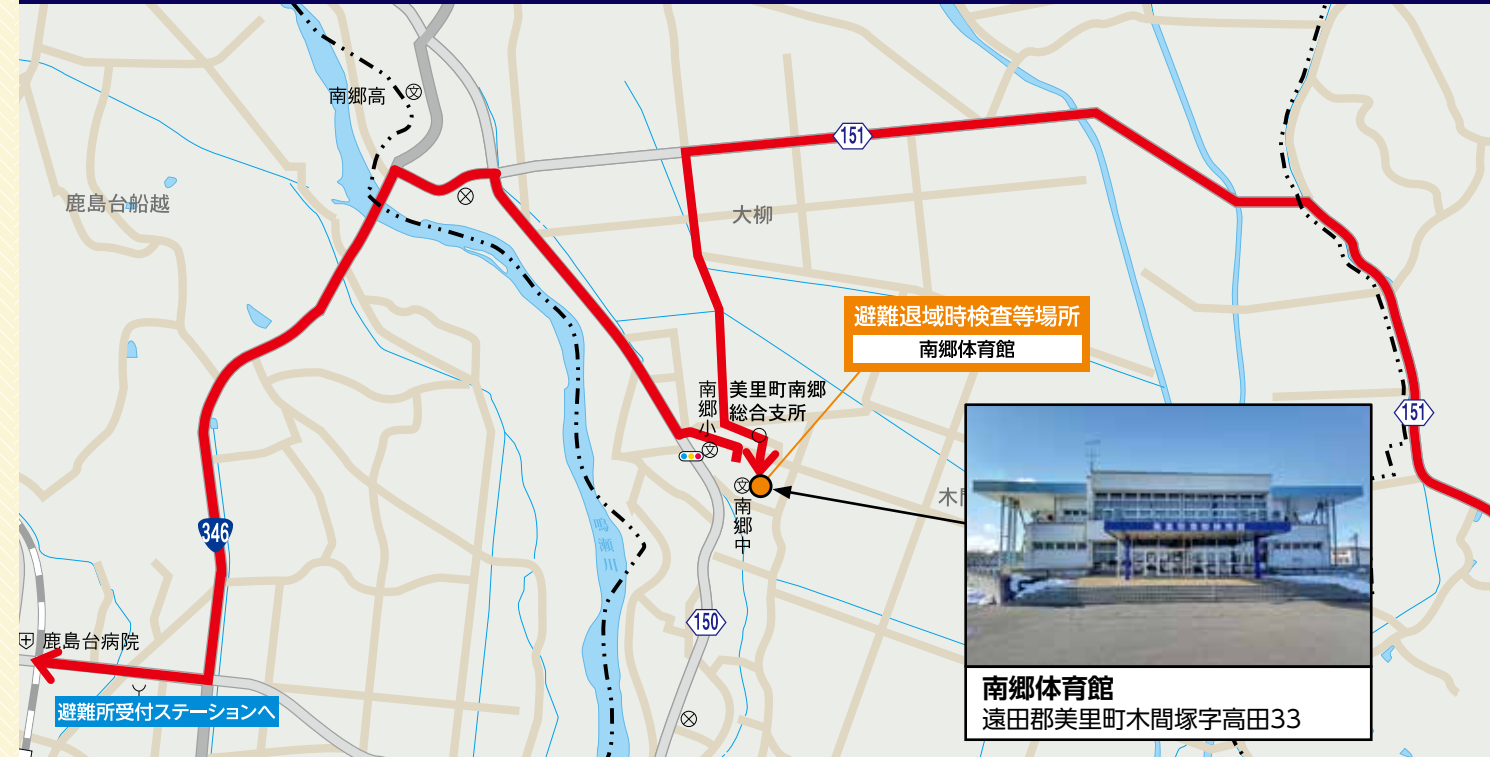 南郷高
151
鹿島台船越
大柳
避難退域時検査等場所
南郷体育館
南郷小
美里町南郷
総合支所
151
南郷中
木
346
鳴瀬川
150
鹿島台病院
避難所受付ステーションへ
南郷体育館
遠田郡美里町木間塚字高田33